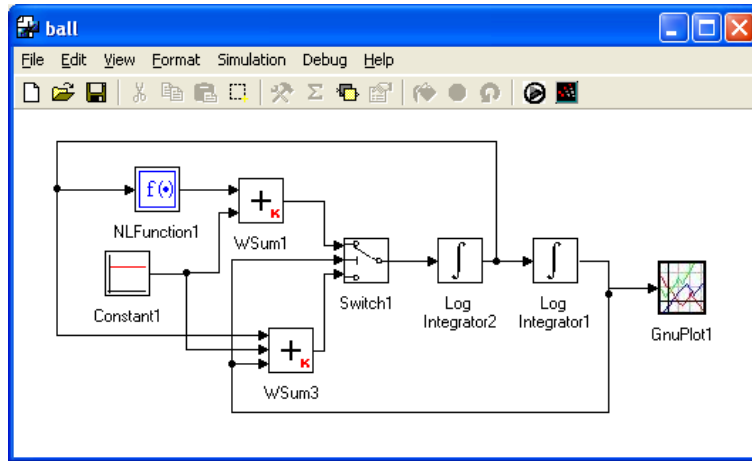 ball
File Edit View Format Simulation Debug Help
f(•)
NLFunction1
+
K
WSum1
Constant1
Switch1
∫
Log
Integrator2
∫
Log
Integrator1
GnuPlot1
+
K
WSum3